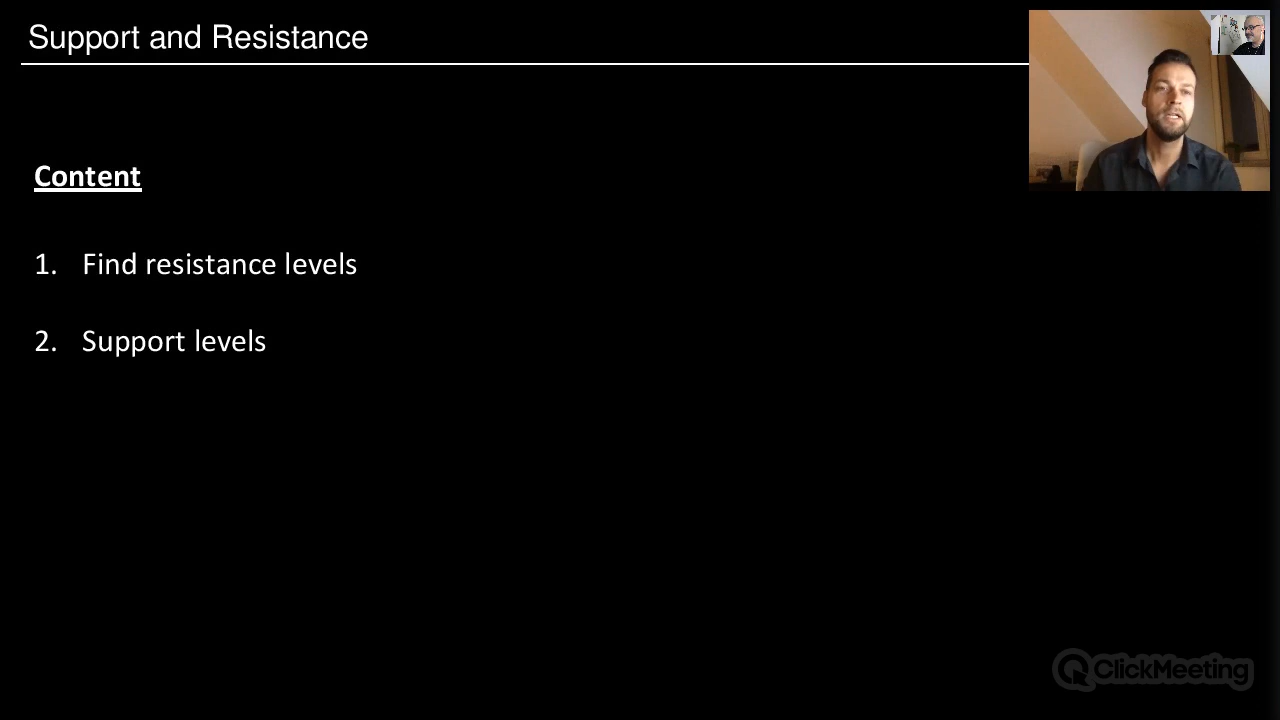 Support and Resistance
Content
1. Find resistance levels
2. Support levels
ClickMeeting